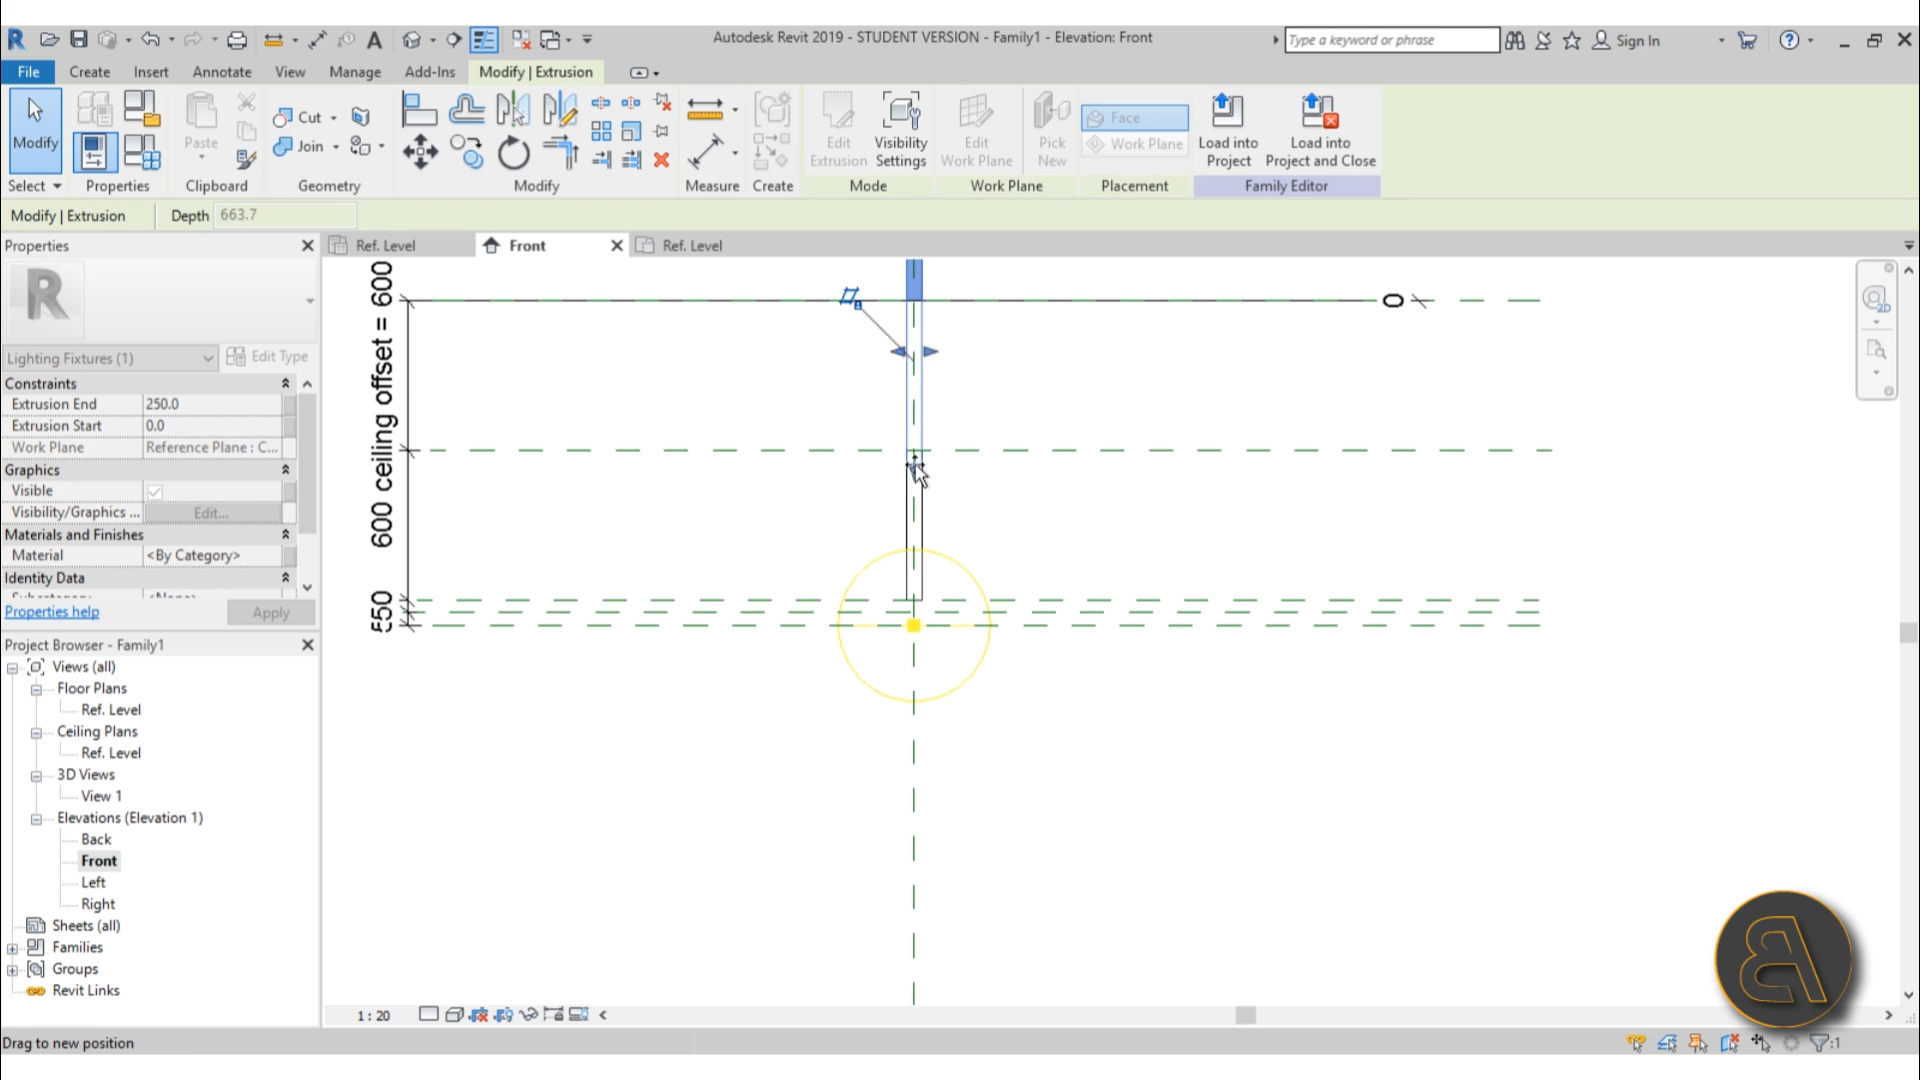 Autodesk Revit 2019 - STUDENT VERSION - Family1 - Elevation: Front
Type a keyword or phrase
Sign In
File
Create
Insert
Annotate
View
Manage
Add-Ins
Modify | Extrusion
Modify
Paste
Cut
Join
Edit Extrusion
Visibility Settings
Edit Work Plane
Pick New
Face
Work Plane
Load into Project
Load into Project and Close
Select
Properties
Clipboard
Geometry
Modify
Measure
Create
Mode
Work Plane
Placement
Family Editor
Modify | Extrusion
Depth 663.7
Properties
Ref. Level
Front
Ref. Level
Lighting Fixtures (1)
Edit Type
Constraints
Extrusion End 250.0
Extrusion Start 0.0
Work Plane Reference Plane : C...
Graphics
Visible
Visibility/Graphics ... Edit...
Materials and Finishes
Material <By Category>
Identity Data
Properties help
Apply
600 ceiling offset = 600
550
0
2D
Project Browser - Family1
Views (all)
Floor Plans
Ref. Level
Ceiling Plans
Ref. Level
3D Views
View 1
Elevations (Elevation 1)
Back
Front
Left
Right
Sheets (all)
Families
Groups
Revit Links
1 : 20
Drag to new position
:1